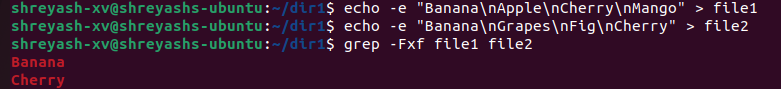 shreyash-xv@shreyashs-ubuntu:~/dir1$ echo -e "Banana\nApple\nCherry\nMango" > file1
shreyash-xv@shreyashs-ubuntu:~/dir1$ echo -e "Banana\nGrapes\nFig\nCherry" > file2
shreyash-xv@shreyashs-ubuntu:~/dir1$ grep -Fxf file1 file2
Banana
Cherry